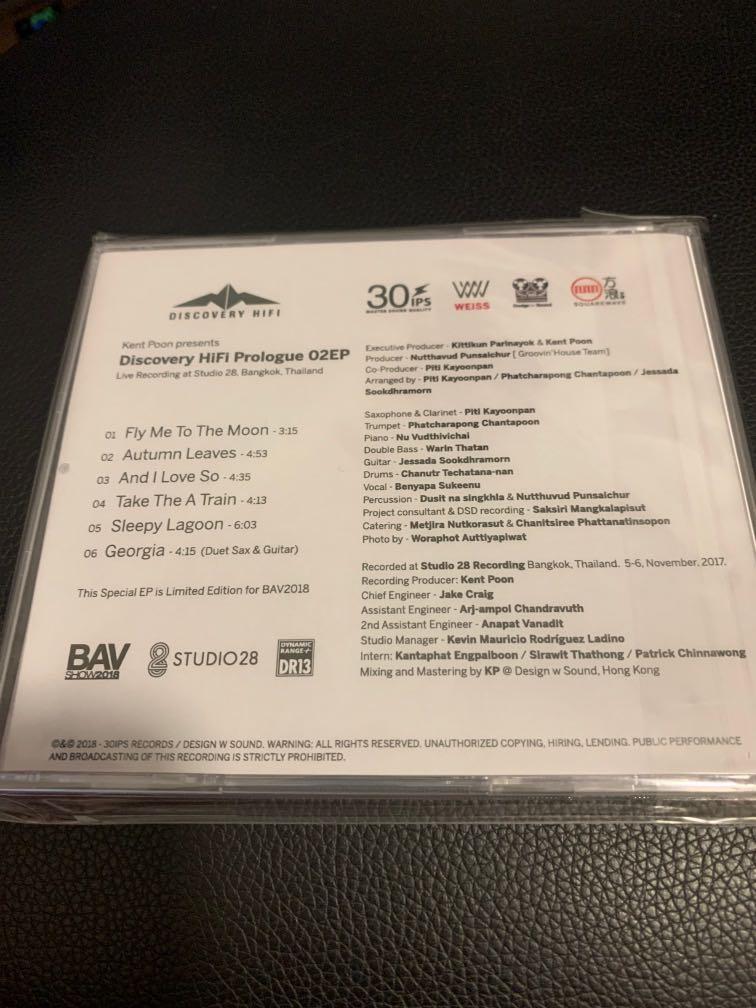 DISCOVERY HIFI
Kent Poon presents
Discovery HiFi Prologue 02EP
Live Recording at Studio 28, Bangkok, Thailand
01 Fly Me To The Moon - 3:15
02 Autumn Leaves - 4:53
03 And I Love So - 4:35
04 Take The A Train - 4:13
05 Sleepy Lagoon - 6:03
06 Georgia - 4:15 (Duet Sax & Guitar)
This Special EP is Limited Edition for BAV2018
BAV
SHOW2018
STUDIO28
DYNAMIC
RANGE+
DR13
30IPS
MASTER SOUND QUALITY
WEISS
Design w Sound
方浪
SQUAREWAVE
Executive Producer - Kittikun Parinayok & Kent Poon
Producer - Nutthavud Punsaichur [ Groovin'House Team]
Co-Producer - Piti Kayoonpan
Arranged by - Piti Kayoonpan / Phatcharapong Chantapoon / Jessada
Sookdhramorn
Saxophone & Clarinet - Piti Kayoonpan
Trumpet - Phatcharapong Chantapoon
Piano - Nu Vudthivichai
Double Bass - Warin Thatan
Guitar - Jessada Sookdhramorn
Drums - Chanutr Techatana-nan
Vocal - Benyapa Sukeenu
Percussion - Dusit na singkhla & Nutthuvud Punsaichur
Project consultant & DSD recording - Saksiri Mangkalapisut
Catering - Metjira Nutkorasut & Chanitsiree Phattanatinsopon
Photo by - Woraphot Auttiyapiwat
Recorded at Studio 28 Recording Bangkok, Thailand. 5-6, November, 2017.
Recording Producer: Kent Poon
Chief Engineer - Jake Craig
Assistant Engineer - Arj-ampol Chandravuth
2nd Assistant Engineer - Anapat Vanadit
Studio Manager - Kevin Mauricio Rodríguez Ladino
Intern: Kantaphat Engpaiboon / Sirawit Thathong / Patrick Chinnawong
Mixing and Mastering by KP @ Design w Sound, Hong Kong
©&© 2018 - 30IPS RECORDS / DESIGN W SOUND. WARNING: ALL RIGHTS RESERVED. UNAUTHORIZED COPYING, HIRING, LENDING. PUBLIC PERFORMANCE
AND BROADCASTING OF THIS RECORDING IS STRICTLY PROHIBITED.